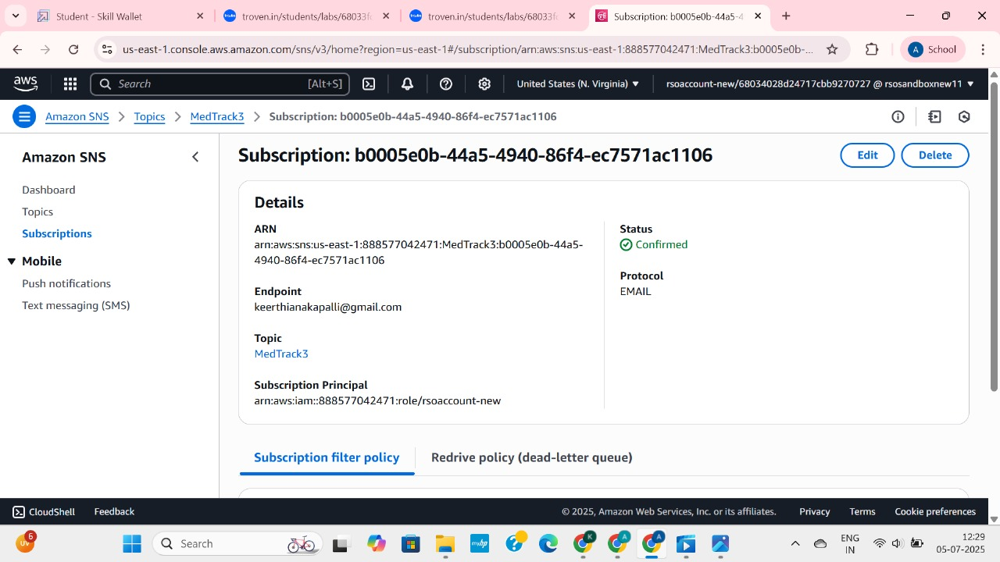 Student - Skill Wallet
troven.in/students/labs/68033f
troven.in/students/labs/68033f
Subscription: b0005e0b-44a5-4
us-east-1.console.aws.amazon.com/sns/v3/home?region=us-east-1#/subscription/arn:aws:sns:us-east-1:888577042471:MedTrack3:b0005e0b-...
A School
aws
Search [Alt+S]
United States (N. Virginia)
rsoaccount-new/68034028d24717cbb9270727 @ rsosandboxnew11
Amazon SNS
Topics
MedTrack3
Subscription: b0005e0b-44a5-4940-86f4-ec7571ac1106
Amazon SNS
Dashboard
Topics
Subscriptions
Mobile
Push notifications
Text messaging (SMS)
Subscription: b0005e0b-44a5-4940-86f4-ec7571ac1106
Edit
Delete
Details
ARN
arn:aws:sns:us-east-1:888577042471:MedTrack3:b0005e0b-44a5-
4940-86f4-ec7571ac1106
Endpoint
keerthianakapalli@gmail.com
Topic
MedTrack3
Subscription Principal
arn:aws:iam::888577042471:role/rsoaccount-new
Status
Confirmed
Protocol
EMAIL
Subscription filter policy
Redrive policy (dead-letter queue)
CloudShell
Feedback
© 2025, Amazon Web Services, Inc. or its affiliates.
Privacy
Terms
Cookie preferences
UV 6
Search
myhp
K
A
A
ENG
IN
12:29
05-07-2025